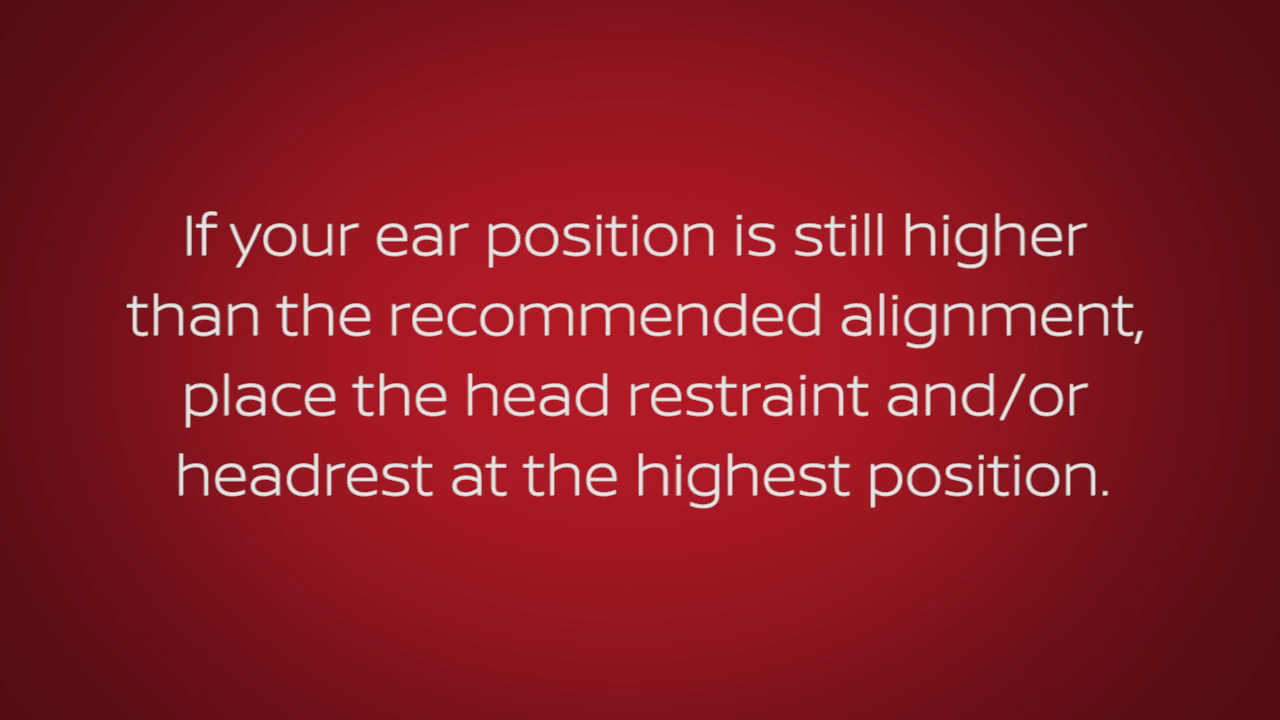 If your ear position is still higher
than the recommended alignment,
place the head restraint and/or
headrest at the highest position.